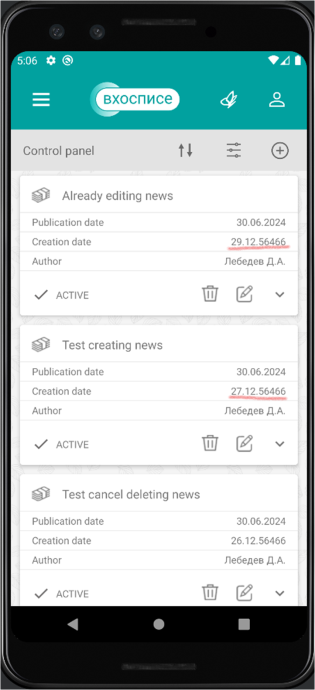 5:06
вхосписе
Control panel
Already editing news
Publication date 30.06.2024
Creation date 29.12.56466
Author Лебедев Д.А.
ACTIVE
Test creating news
Publication date 30.06.2024
Creation date 27.12.56466
Author Лебедев Д.А.
ACTIVE
Test cancel deleting news
Publication date 30.06.2024
Creation date 26.12.56466
Author Лебедев Д.А.
ACTIVE